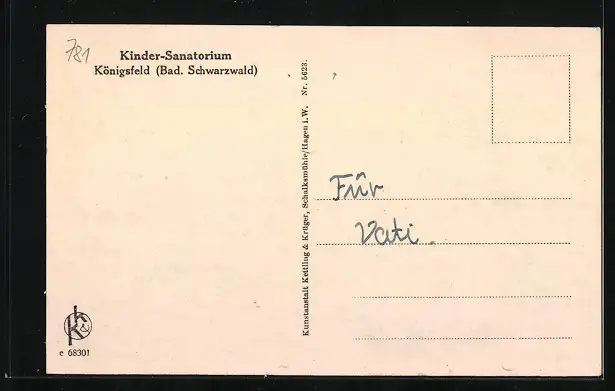 781
Kinder-Sanatorium
Königsfeld (Bad. Schwarzwald)
Kunstanstalt Kettling & Krüger, Schalksmühle/Hagen i. W. Nr. 5623.
Für
Vati.
k&k
e 68301